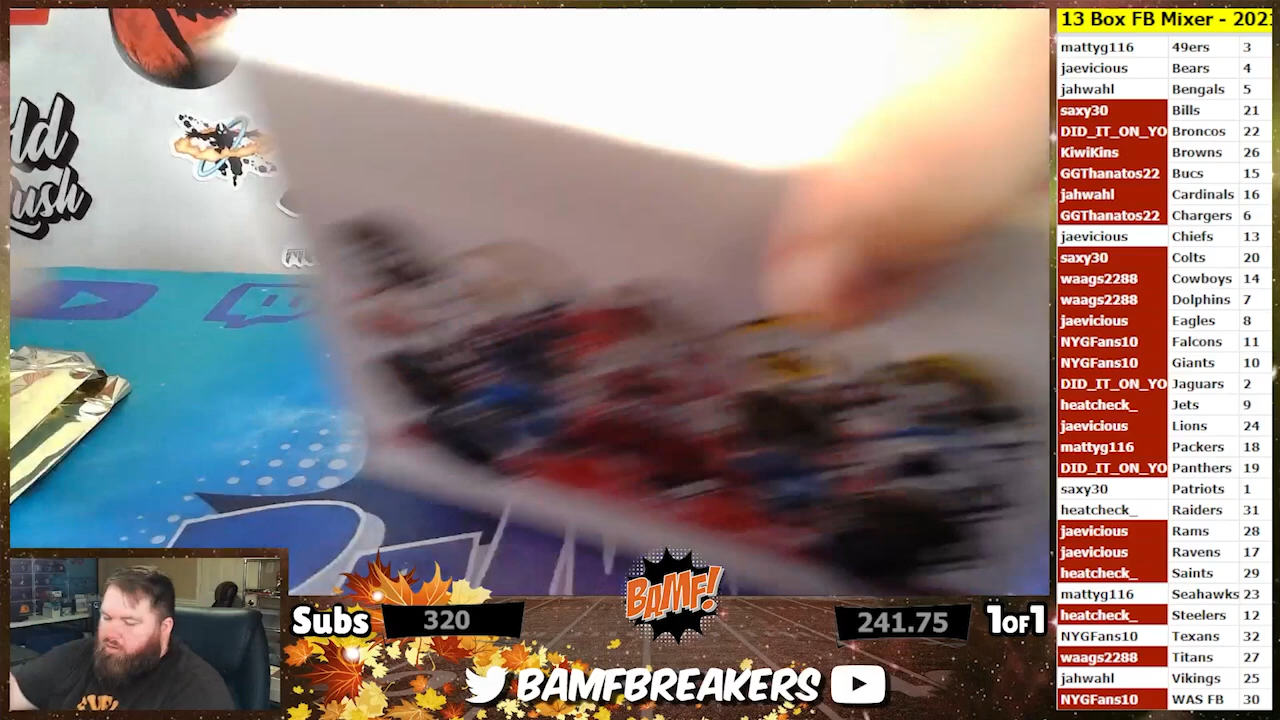 13 Box FB Mixer - 2021
mattyg116 49ers 3
jaevicious Bears 4
jahwahl Bengals 5
saxy30 Bills 21
DID_IT_ON_YO Broncos 22
KiwiKins Browns 26
GGThanatos22 Bucs 15
jahwahl Cardinals 16
GGThanatos22 Chargers 6
jaevicious Chiefs 13
saxy30 Colts 20
waags2288 Cowboys 14
waags2288 Dolphins 7
jaevicious Eagles 8
NYGFans10 Falcons 11
NYGFans10 Giants 10
DID_IT_ON_YO Jaguars 2
heatcheck_ Jets 9
jaevicious Lions 24
mattyg116 Packers 18
DID_IT_ON_YO Panthers 19
saxy30 Patriots 1
heatcheck_ Raiders 31
jaevicious Rams 28
jaevicious Ravens 17
heatcheck_ Saints 29
mattyg116 Seahawks 23
heatcheck_ Steelers 12
NYGFans10 Texans 32
waags2288 Titans 27
jahwahl Vikings 25
NYGFans10 WAS FB 30
ld
ush
Subs 320
BAMF!
241.75 1OF1
BAMFBREAKERS